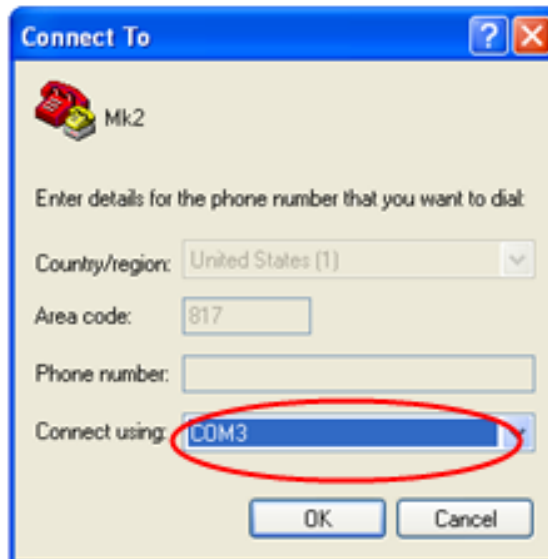 Connect To
Mk2
Enter details for the phone number that you want to dial:
Country/region: United States (1)
Area code: 817
Phone number:
Connect using: COM3
OK Cancel